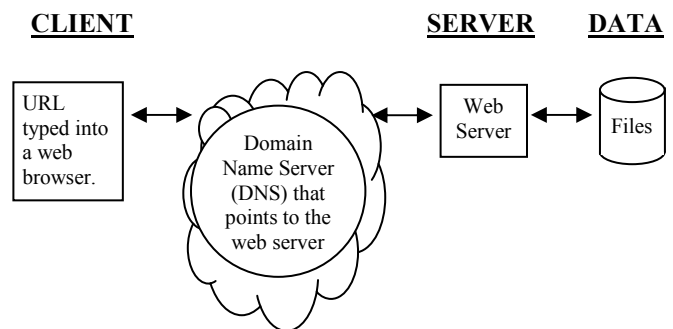 CLIENT
SERVER
DATA
URL
typed into
a web
browser.
Domain
Name Server
(DNS) that
points to the
web server
Web
Server
Files